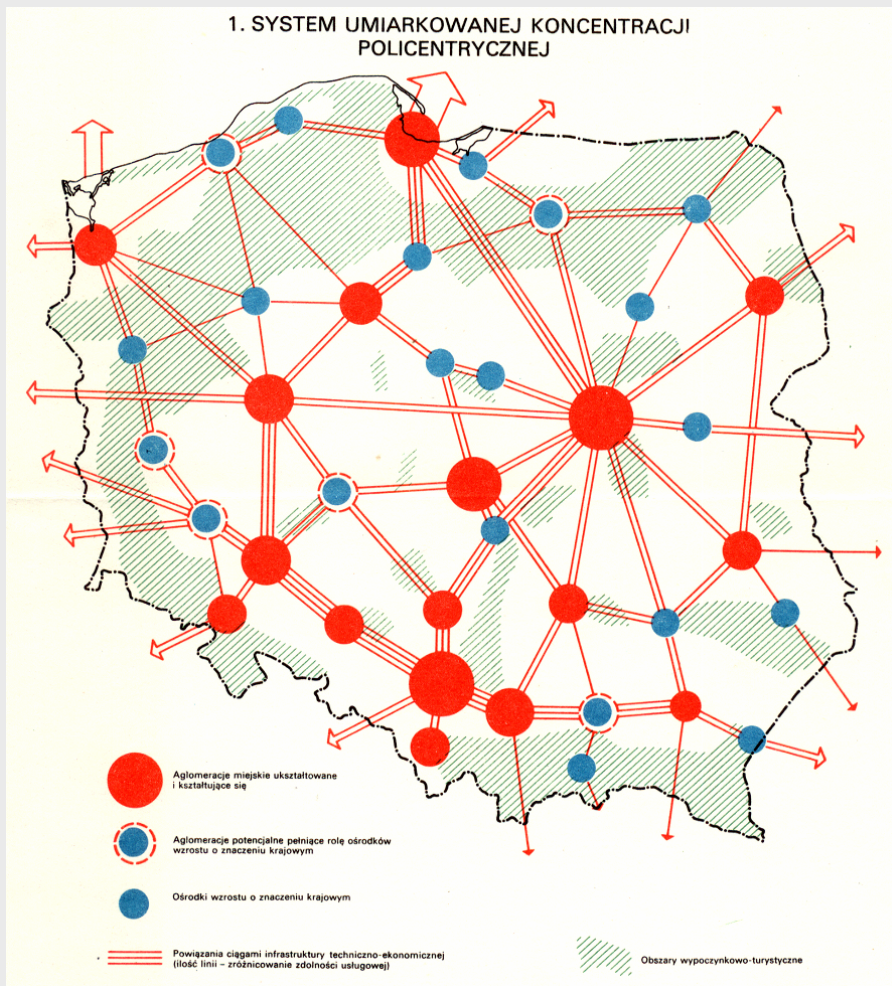 1. SYSTEM UMIARKOWANEJ KONCENTRACJI
POLICENTRYCZNEJ
Aglomeracje miejskie ukształtowane
i kształtujące się
Aglomeracje potencjalne pełniące rolę ośrodków
wzrostu o znaczeniu krajowym
Ośrodki wzrostu o znaczeniu krajowym
Powiązania ciągami infrastruktury techniczno-ekonomicznej
(ilość linii – zróżnicowanie zdolności usługowej)
Obszary wypoczynkowo-turystyczne